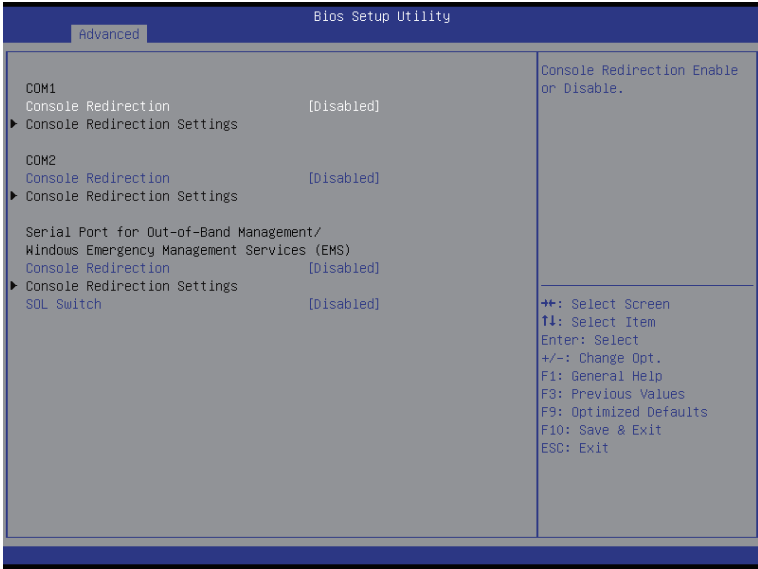 Bios Setup Utility
Advanced
COM1
Console Redirection [Disabled]
Console Redirection Settings
COM2
Console Redirection [Disabled]
Console Redirection Settings
Serial Port for Out-of-Band Management/
Windows Emergency Management Services (EMS)
Console Redirection [Disabled]
Console Redirection Settings
SOL Switch [Disabled]
Console Redirection Enable
or Disable.
→←: Select Screen
↑↓: Select Item
Enter: Select
+/-: Change Opt.
F1: General Help
F3: Previous Values
F9: Optimized Defaults
F10: Save & Exit
ESC: Exit